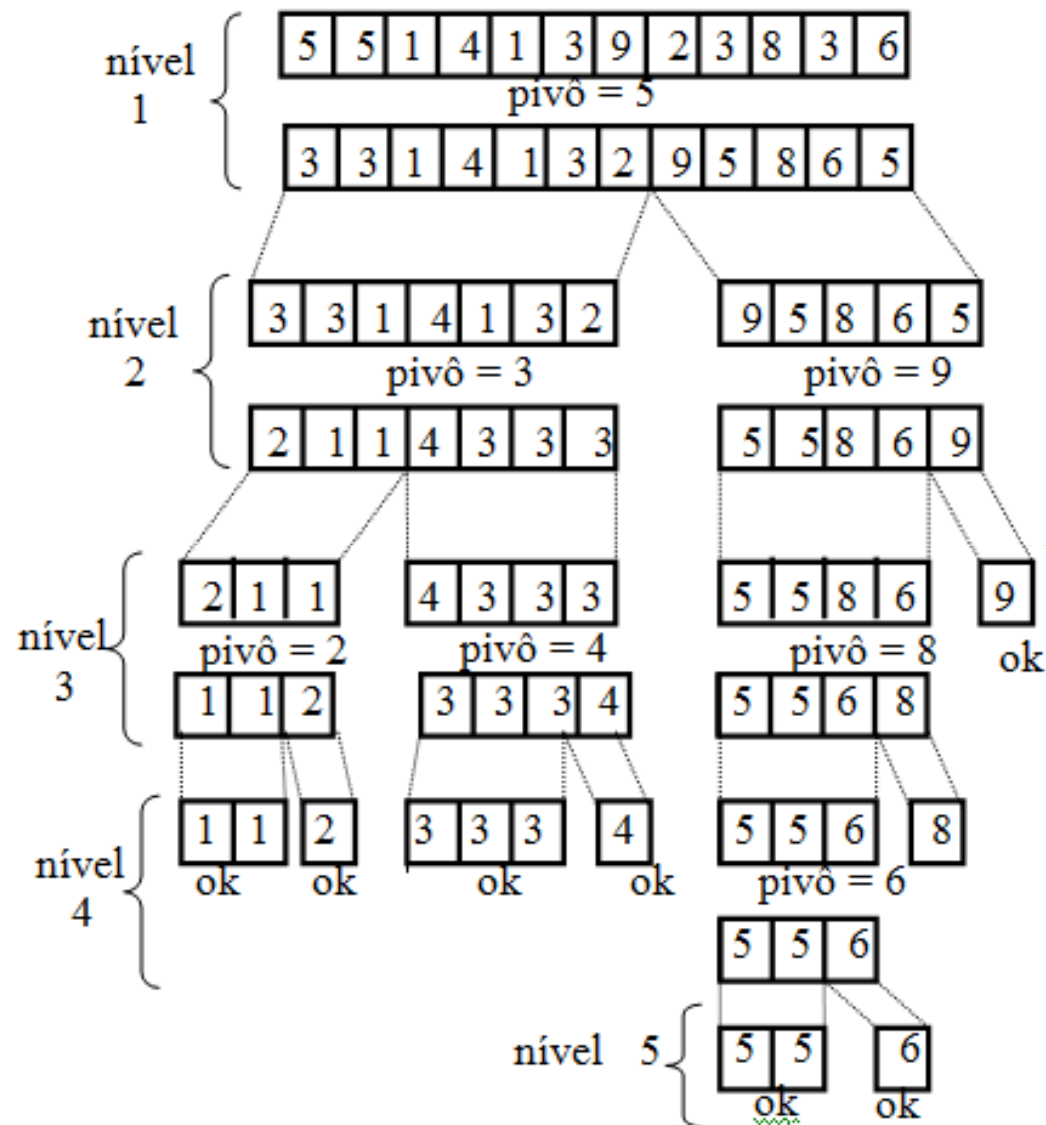 nível
1
5 5 1 4 1 3 9 2 3 8 3 6
pivô = 5
3 3 1 4 1 3 2 9 5 8 6 5
nível
2
3 3 1 4 1 3 2
9 5 8 6 5
pivô = 3
pivô = 9
2 1 1 4 3 3 3
5 5 8 6 9
nível
3
2 1 1
4 3 3 3
5 5 8 6
9
pivô = 2
pivô = 4
pivô = 8
ok
1 1 2
3 3 3 4
5 5 6 8
nível
4
1 1
2
3 3 3
4
5 5 6
8
ok
ok
ok
ok
pivô = 6
5 5 6
nível 5
5 5
6
ok
ok